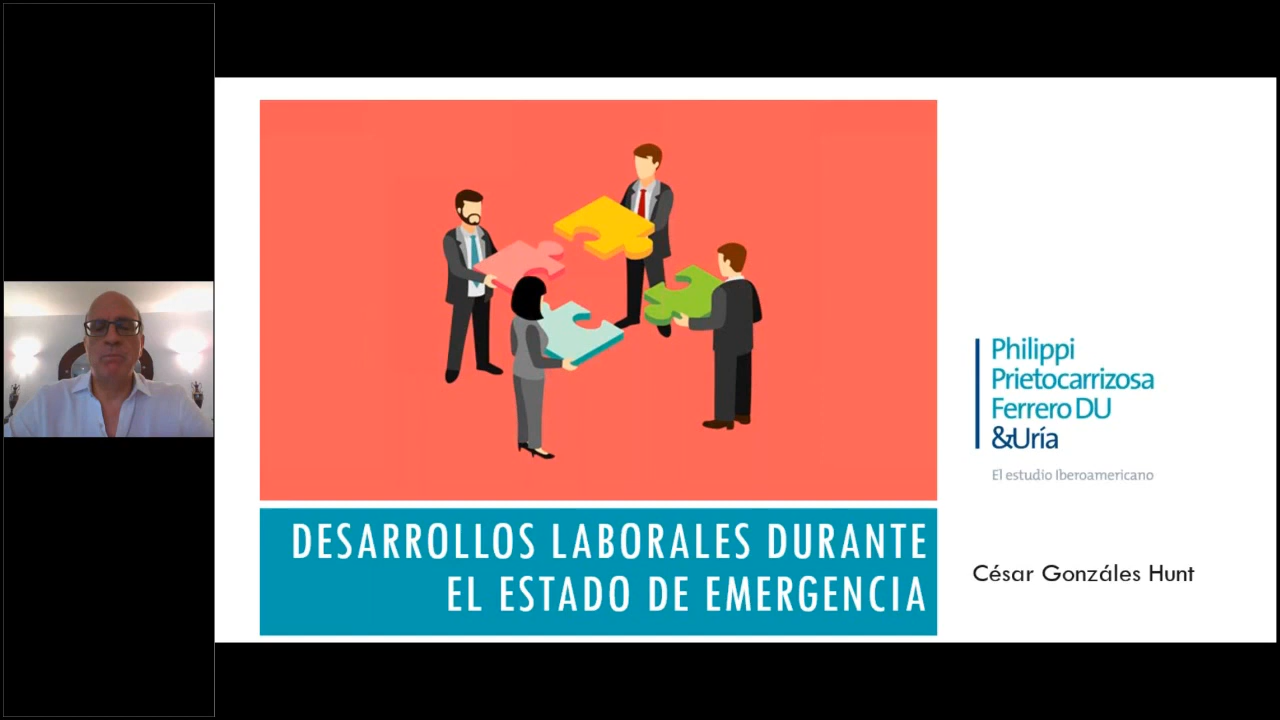 DESARROLLOS LABORALES DURANTE
EL ESTADO DE EMERGENCIA
Philippi
Prietocarrizosa
Ferrero DU
&Uría
El estudio Iberoamericano
César Gonzáles Hunt